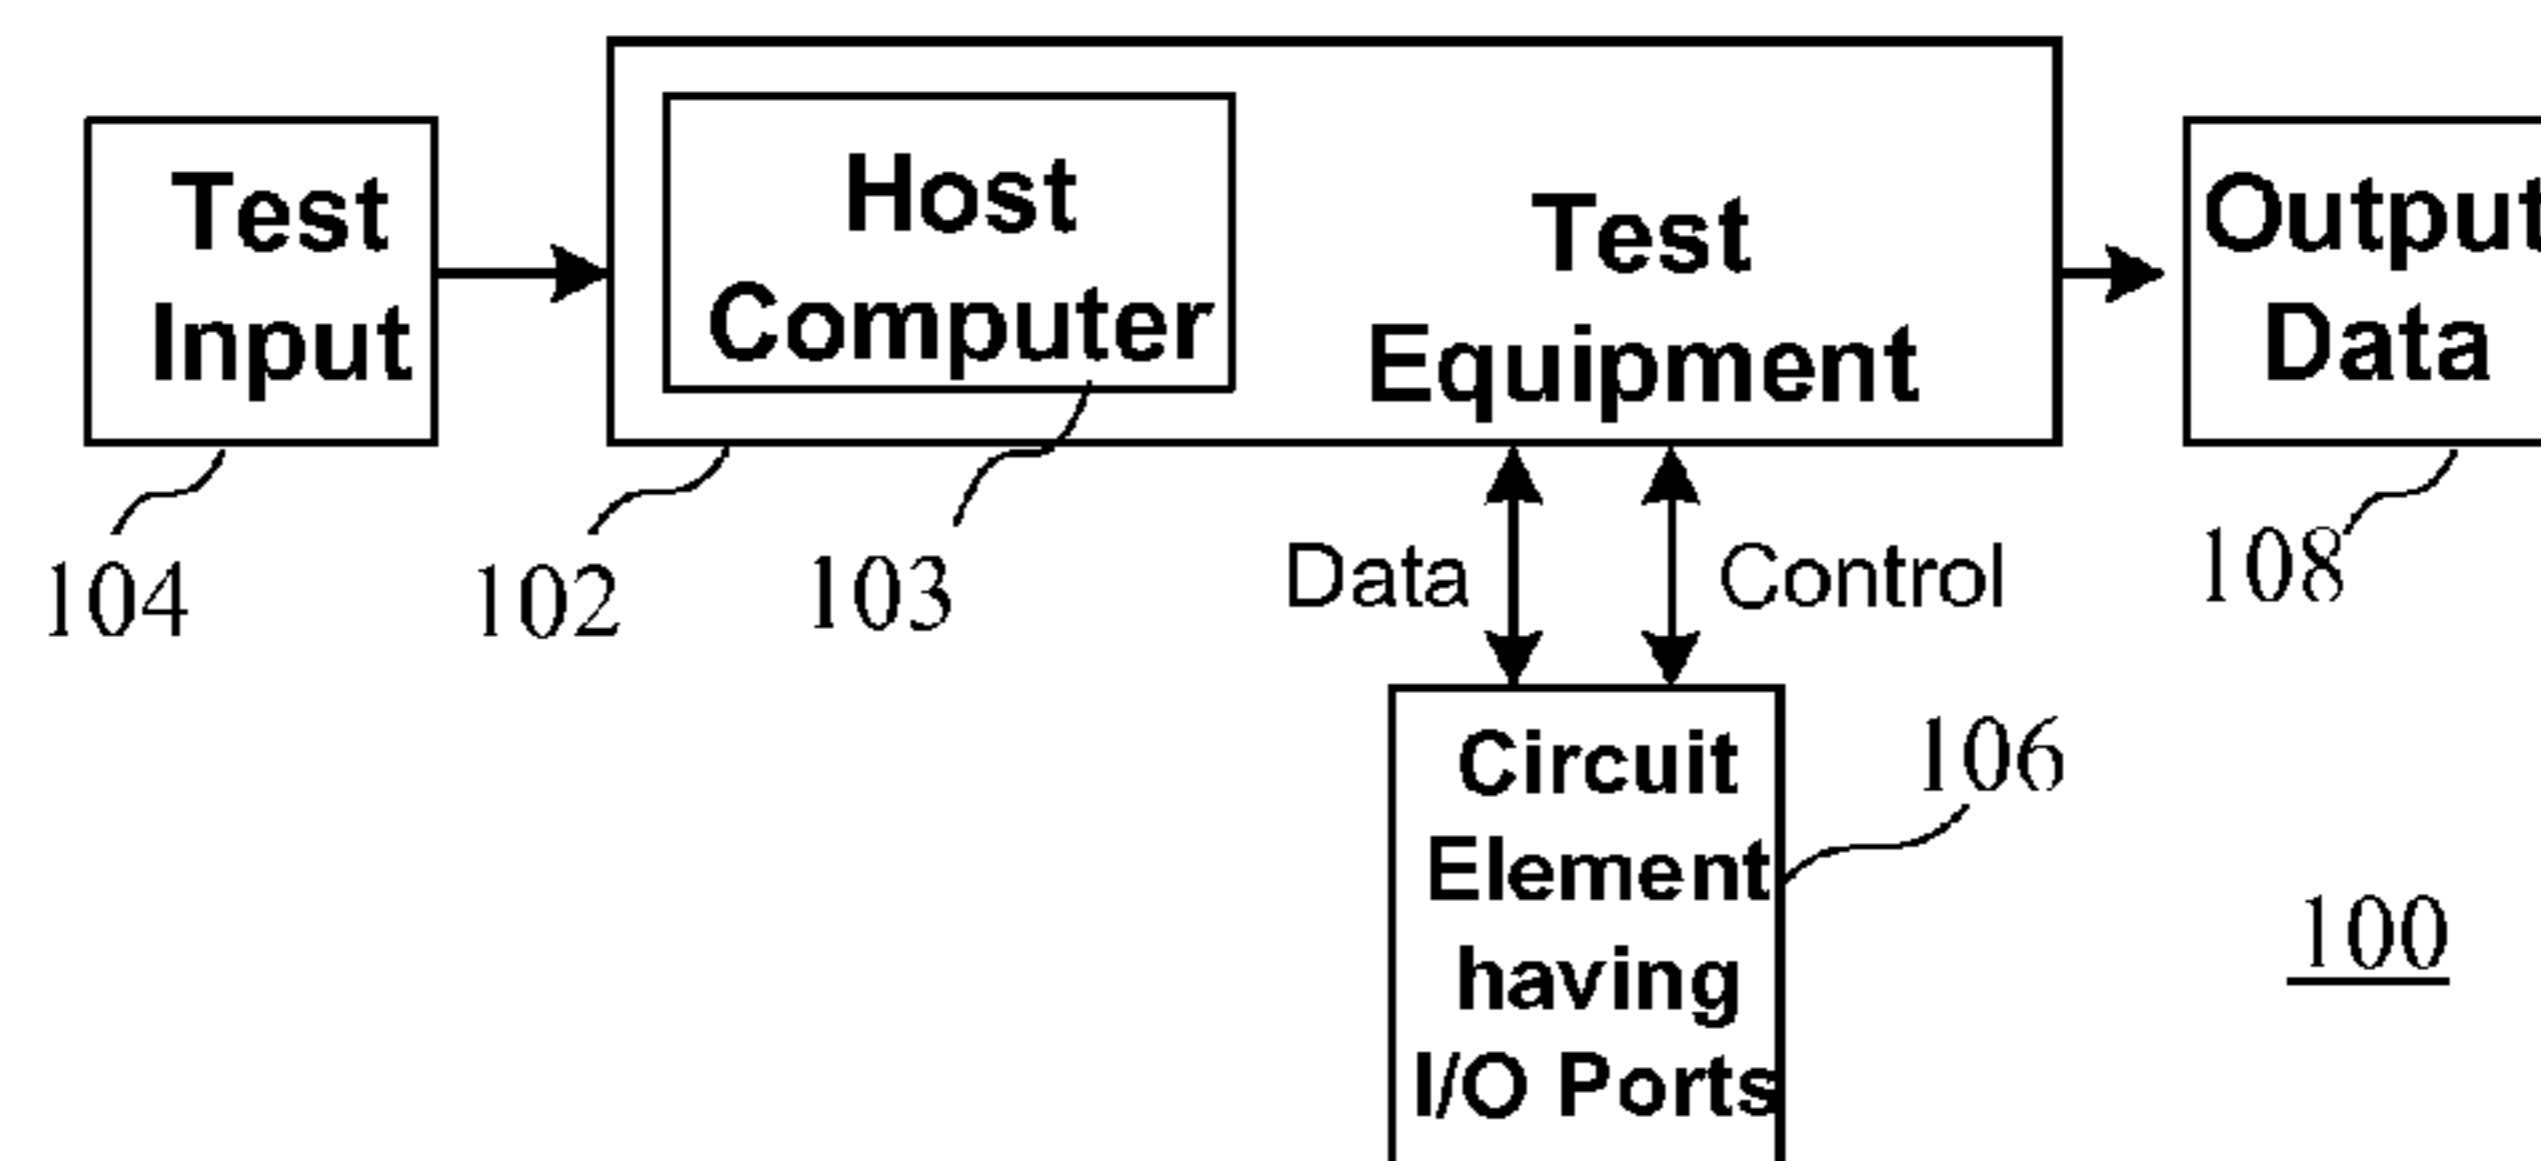 Test
Input
Host
Computer
Test
Equipment
Output
Data
104
102
103
Data
Control
108
Circuit
Element
having
I/O Ports
106
100